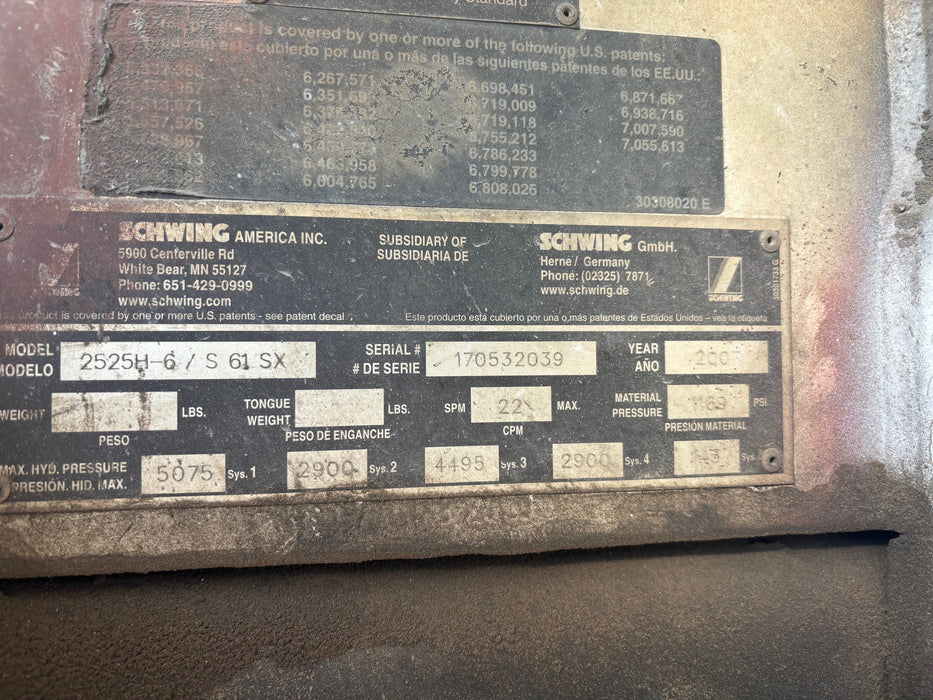 Standard
is covered by one or more of the following U.S. patents:
está cubierto por una o más de las siguientes patentes de los EE.UU.:
6,267,571
6,698,451
6,871,667
6,719,009
6,938,716
6,719,118
7,007,590
6,755,212
7,055,613
6,786,233
6,463,958
6,799,778
6,604,765
6,808,026
30308020 E
SCHWING AMERICA INC.
5900 Centerville Rd
White Bear, MN 55127
Phone: 651-429-0999
www.schwing.com
SUBSIDIARY OF
SUBSIDIARIA DE
SCHWING GmbH.
Herne / Germany
Phone: (02325) 7871
www.schwing.de
SCHWING
product is covered by one or more U.S. patents - see patent decal
Este producto está cubierto por una o más patentes de Estados Unidos – vea la etiqueta
MODEL
MODELO
2525H-6 / S 61 SX
SERIAL #
# DE SERIE
170532039
YEAR
AÑO
WEIGHT
LBS.
PESO
TONGUE
WEIGHT
LBS.
PESO DE ENGANCHE
SPM
22
MAX.
CPM
MATERIAL
PRESSURE
PSI
PRESIÓN MATERIAL
MAX. HYD. PRESSURE
PRESIÓN. HID. MAX.
5075
Sys. 1
2900
Sys. 2
4495
Sys. 3
2900
Sys. 4
Sys.